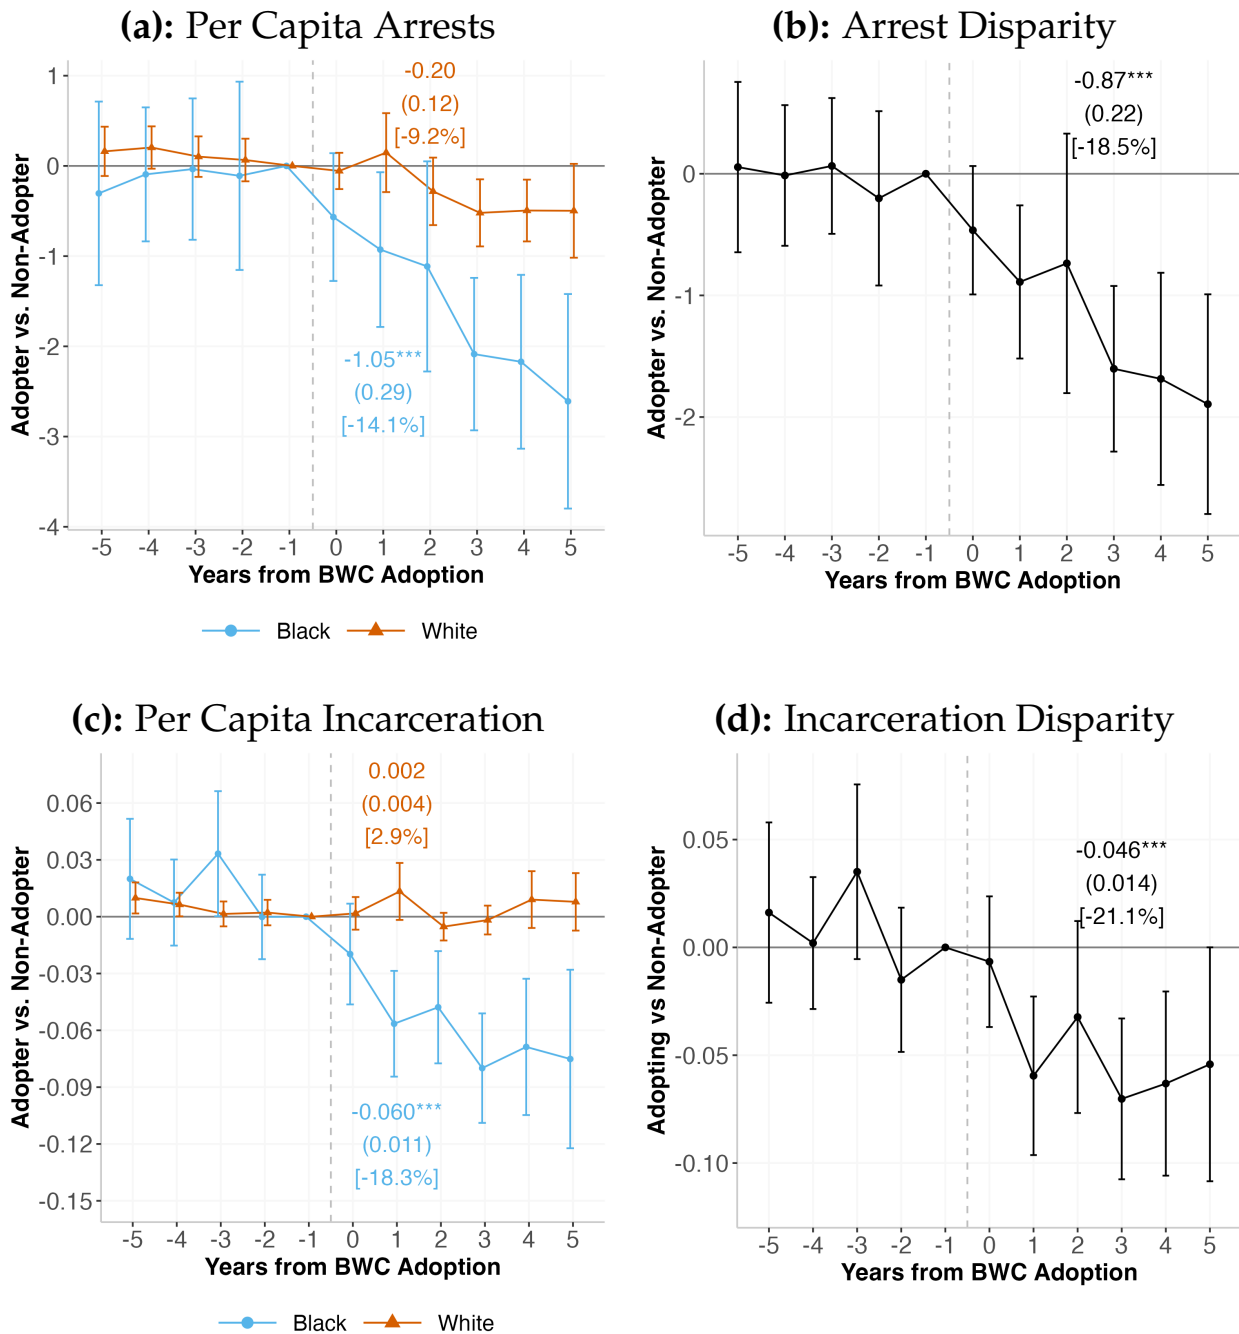 (a): Per Capita Arrests
Adopter vs. Non-Adopter
1
0
-1
-2
-3
-4
-0.20
(0.12)
[-9.2%]
-1.05***
(0.29)
[-14.1%]
-5 -4 -3 -2 -1 0 1 2 3 4 5
Years from BWC Adoption
Black White
(b): Arrest Disparity
Adopter vs. Non-Adopter
0
-1
-2
-0.87***
(0.22)
[-18.5%]
-5 -4 -3 -2 -1 0 1 2 3 4 5
Years from BWC Adoption
(c): Per Capita Incarceration
Adopter vs. Non-Adopter
0.06
0.03
0.00
-0.03
-0.06
-0.09
-0.12
-0.15
0.002
(0.004)
[2.9%]
-0.060***
(0.011)
[-18.3%]
-5 -4 -3 -2 -1 0 1 2 3 4 5
Years from BWC Adoption
Black White
(d): Incarceration Disparity
Adopting vs Non-Adopter
0.05
0.00
-0.05
-0.10
-0.046***
(0.014)
[-21.1%]
-5 -4 -3 -2 -1 0 1 2 3 4 5
Years from BWC Adoption